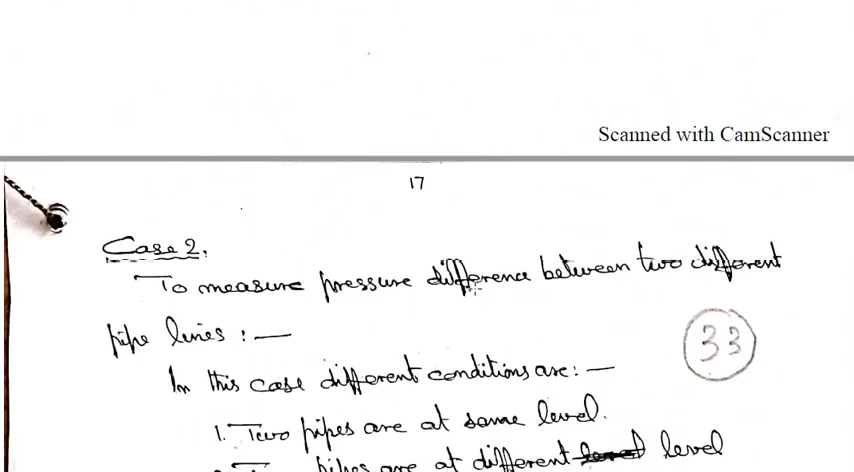 Scanned with CamScanner
17
Case 2.
To measure pressure difference between two different
pipe lines : —
33
In this case different conditions are: —
1. Two pipes are at same level.
pipes are at different level